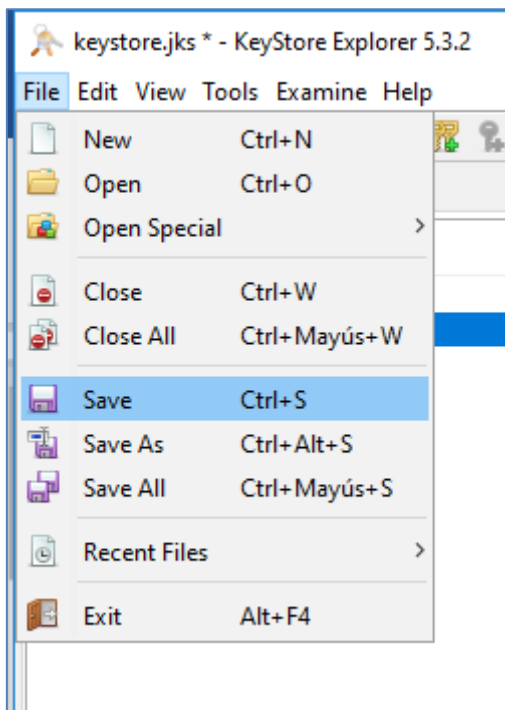 keystore.jks * - KeyStore Explorer 5.3.2
File Edit View Tools Examine Help
New Ctrl+N
Open Ctrl+O
Open Special
Close Ctrl+W
Close All Ctrl+Mayús+W
Save Ctrl+S
Save As Ctrl+Alt+S
Save All Ctrl+Mayús+S
Recent Files
Exit Alt+F4